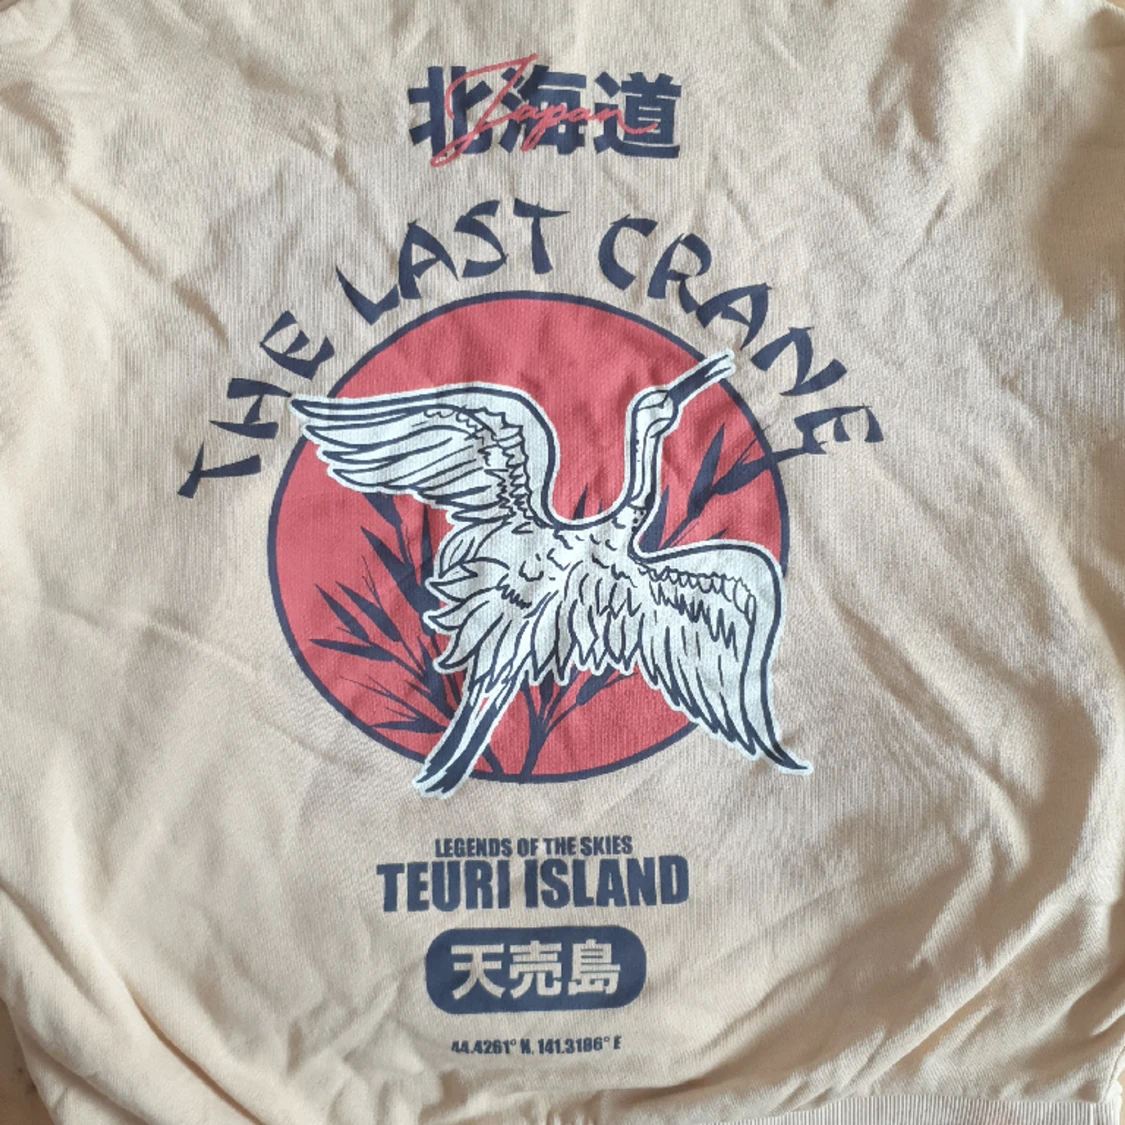 北海道
Japan
THE LAST CRANE
LEGENDS OF THE SKIES
TEURI ISLAND
天売島
44.4261° N, 141.3186° E